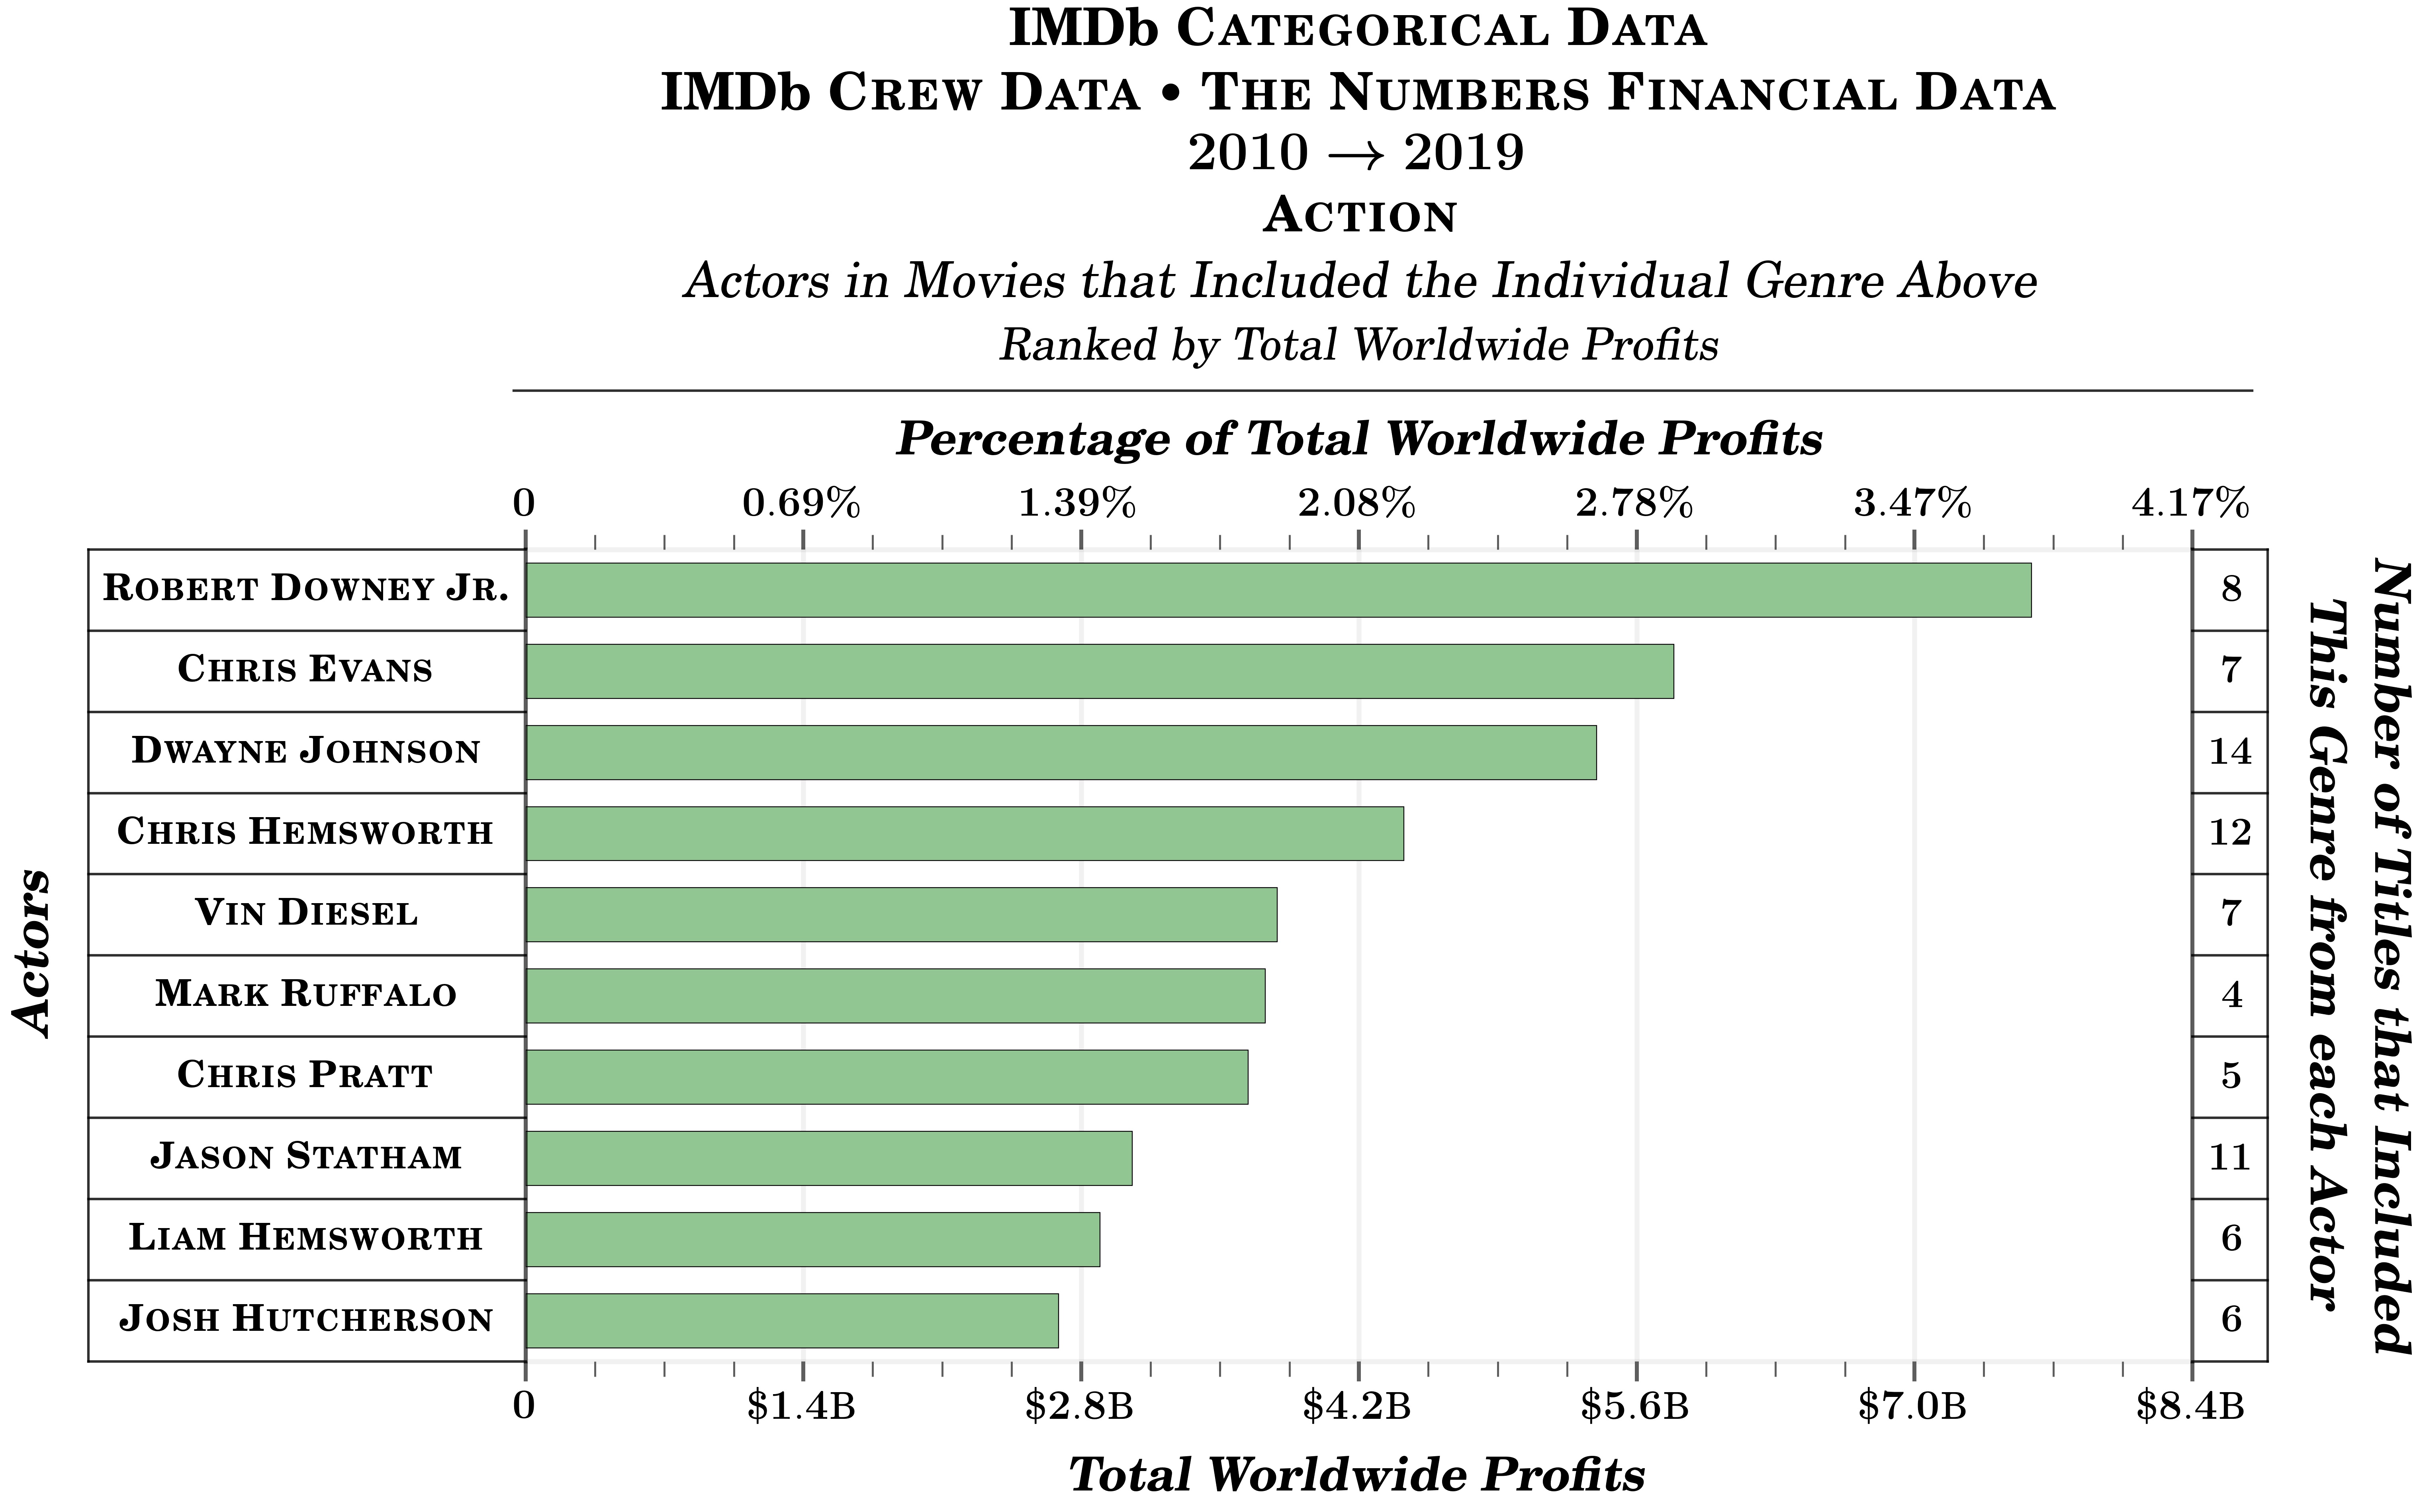 IMDb Categorical Data
IMDb Crew Data • The Numbers Financial Data
2010 → 2019
Action
Actors in Movies that Included the Individual Genre Above
Ranked by Total Worldwide Profits
Percentage of Total Worldwide Profits
0 0.69% 1.39% 2.08% 2.78% 3.47% 4.17%
Actors
Robert Downey Jr. 8
Chris Evans 7
Dwayne Johnson 14
Chris Hemsworth 12
Vin Diesel 7
Mark Ruffalo 4
Chris Pratt 5
Jason Statham 11
Liam Hemsworth 6
Josh Hutcherson 6
Number of Titles that Included
This Genre from each Actor
0 $1.4B $2.8B $4.2B $5.6B $7.0B $8.4B
Total Worldwide Profits